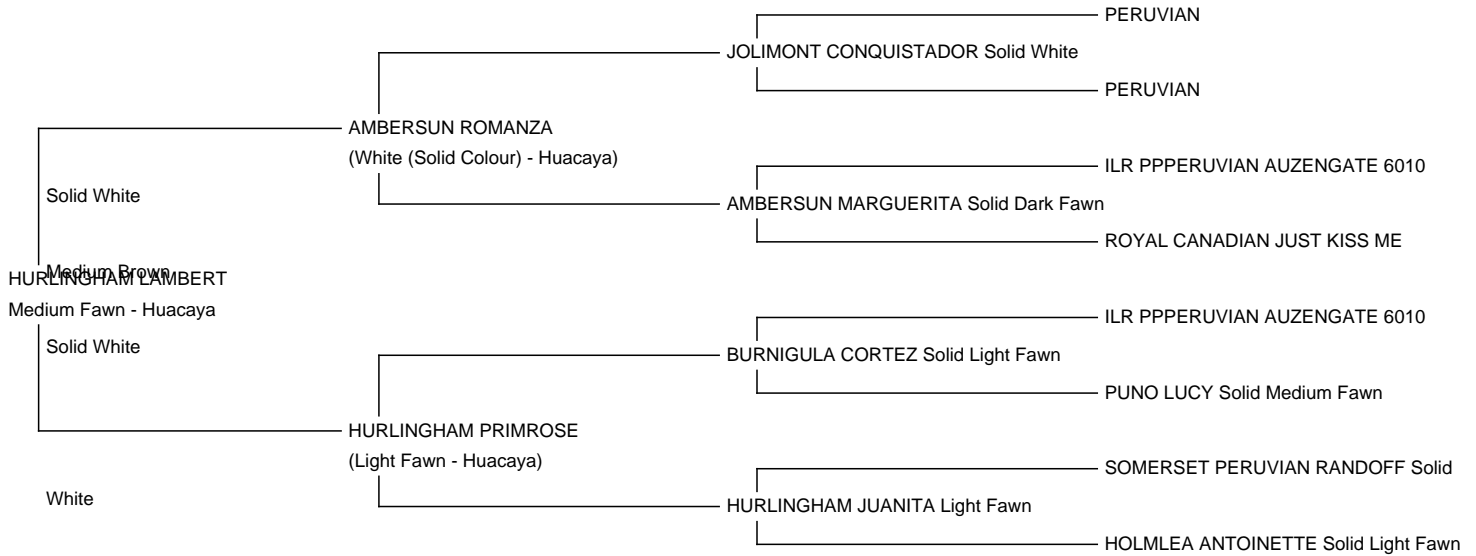 PERUVIAN
JOLIMONT CONQUISTADOR Solid White
PERUVIAN
AMBERSUN ROMANZA
(White (Solid Colour) - Huacaya)
ILR PPPERUVIAN AUZENGATE 6010
Solid White
AMBERSUN MARGUERITA Solid Dark Fawn
ROYAL CANADIAN JUST KISS ME
Medium Brown
HURLINGHAM LAMBERT
Medium Fawn - Huacaya
ILR PPPERUVIAN AUZENGATE 6010
Solid White
BURNIGULA CORTEZ Solid Light Fawn
PUNO LUCY Solid Medium Fawn
HURLINGHAM PRIMROSE
(Light Fawn - Huacaya)
SOMERSET PERUVIAN RANDOFF Solid
White
HURLINGHAM JUANITA Light Fawn
HOLMLEA ANTOINETTE Solid Light Fawn